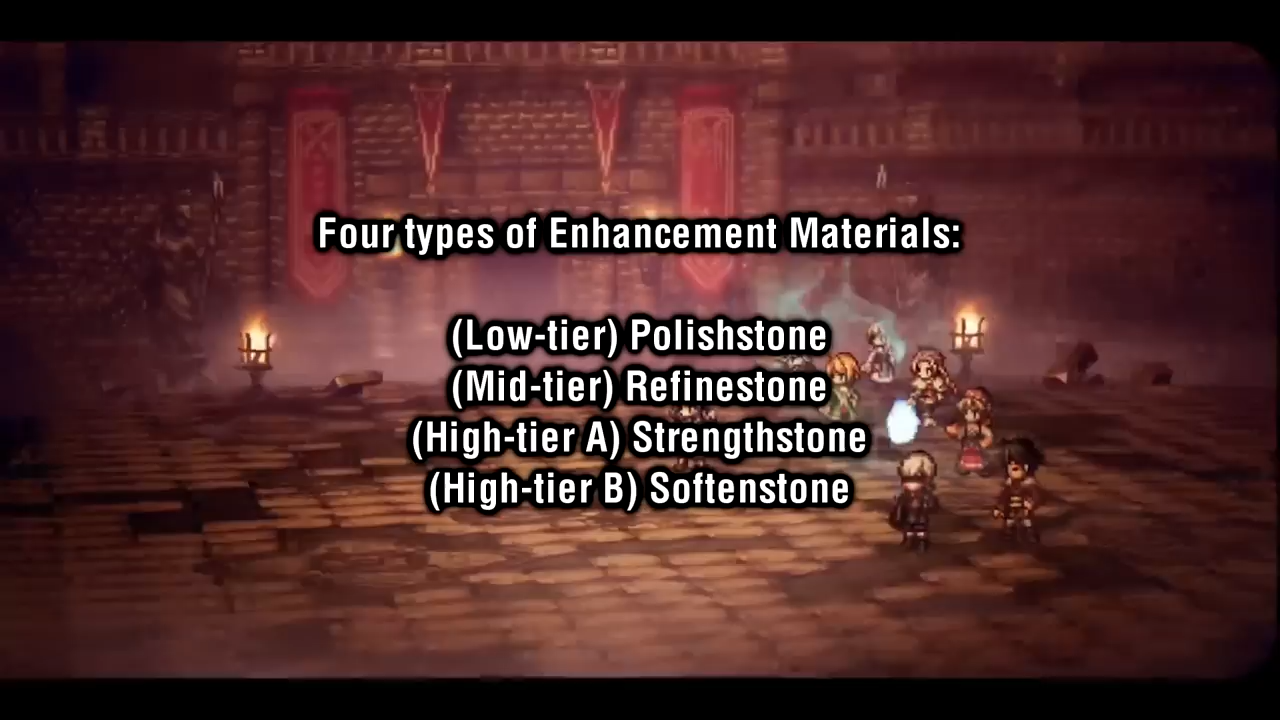 Four types of Enhancement Materials:
(Low-tier) Polishstone
(Mid-tier) Refinestone
(High-tier A) Strengthstone
(High-tier B) Softenstone